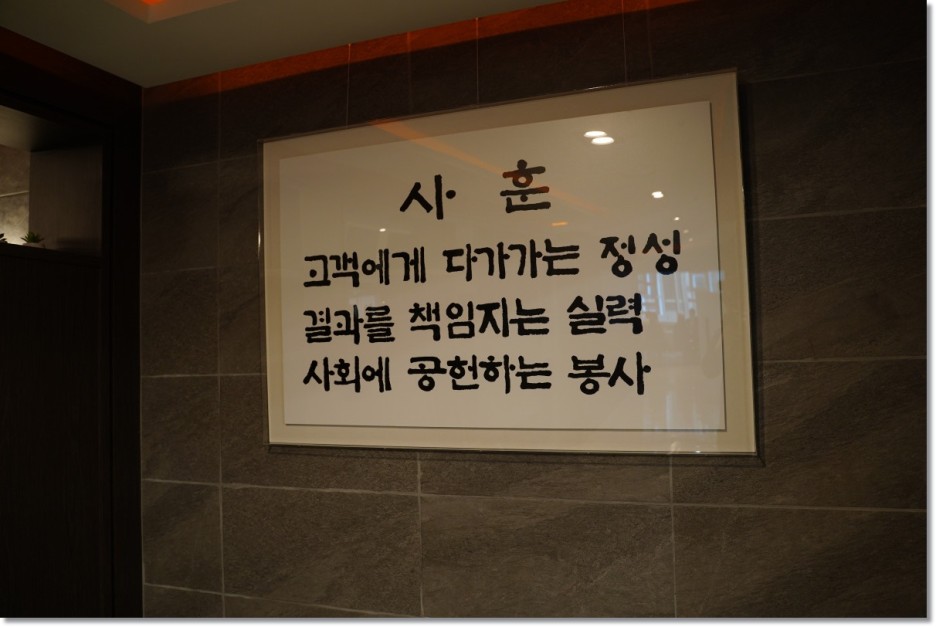 사 훈
고객에게 다가가는 정성
결과를 책임지는 실력
사회에 공헌하는 봉사